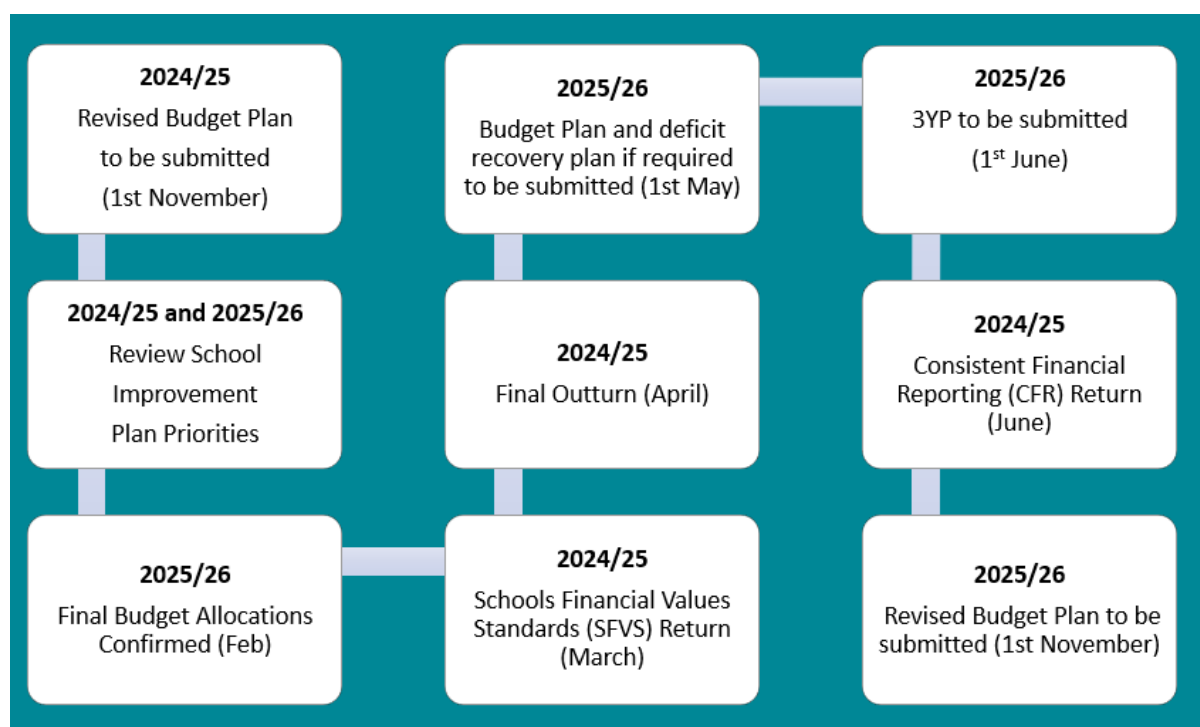 2024/25
Revised Budget Plan
to be submitted
(1st November)
2024/25 and 2025/26
Review School
Improvement
Plan Priorities
2025/26
Final Budget Allocations
Confirmed (Feb)
2024/25
Schools Financial Values
Standards (SFVS) Return
(March)
2024/25
Final Outturn (April)
2025/26
Budget Plan and deficit
recovery plan if required
to be submitted (1st May)
2025/26
3YP to be submitted
(1st June)
2024/25
Consistent Financial
Reporting (CFR) Return
(June)
2025/26
Revised Budget Plan to be
submitted (1st November)